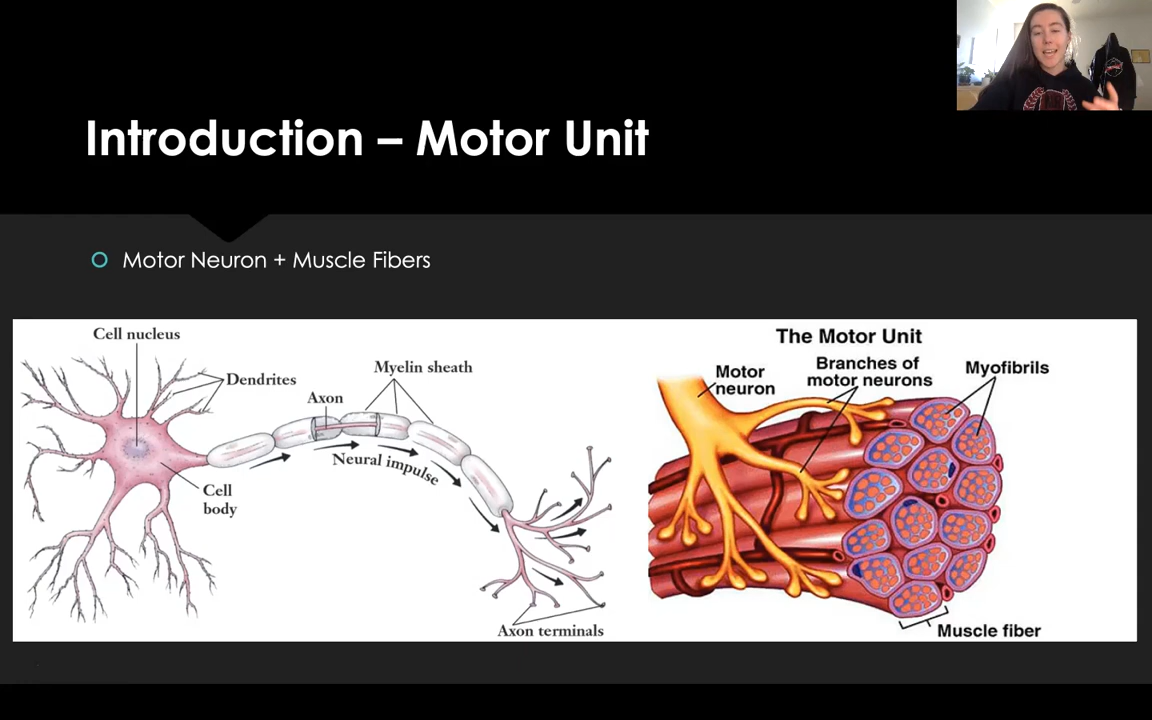 Introduction – Motor Unit
Motor Neuron + Muscle Fibers
Cell nucleus
Dendrites
Myelin sheath
Axon
Neural impulse
Cell
body
Axon terminals
The Motor Unit
Motor
neuron
Branches of
motor neurons
Myofibrils
Muscle fiber